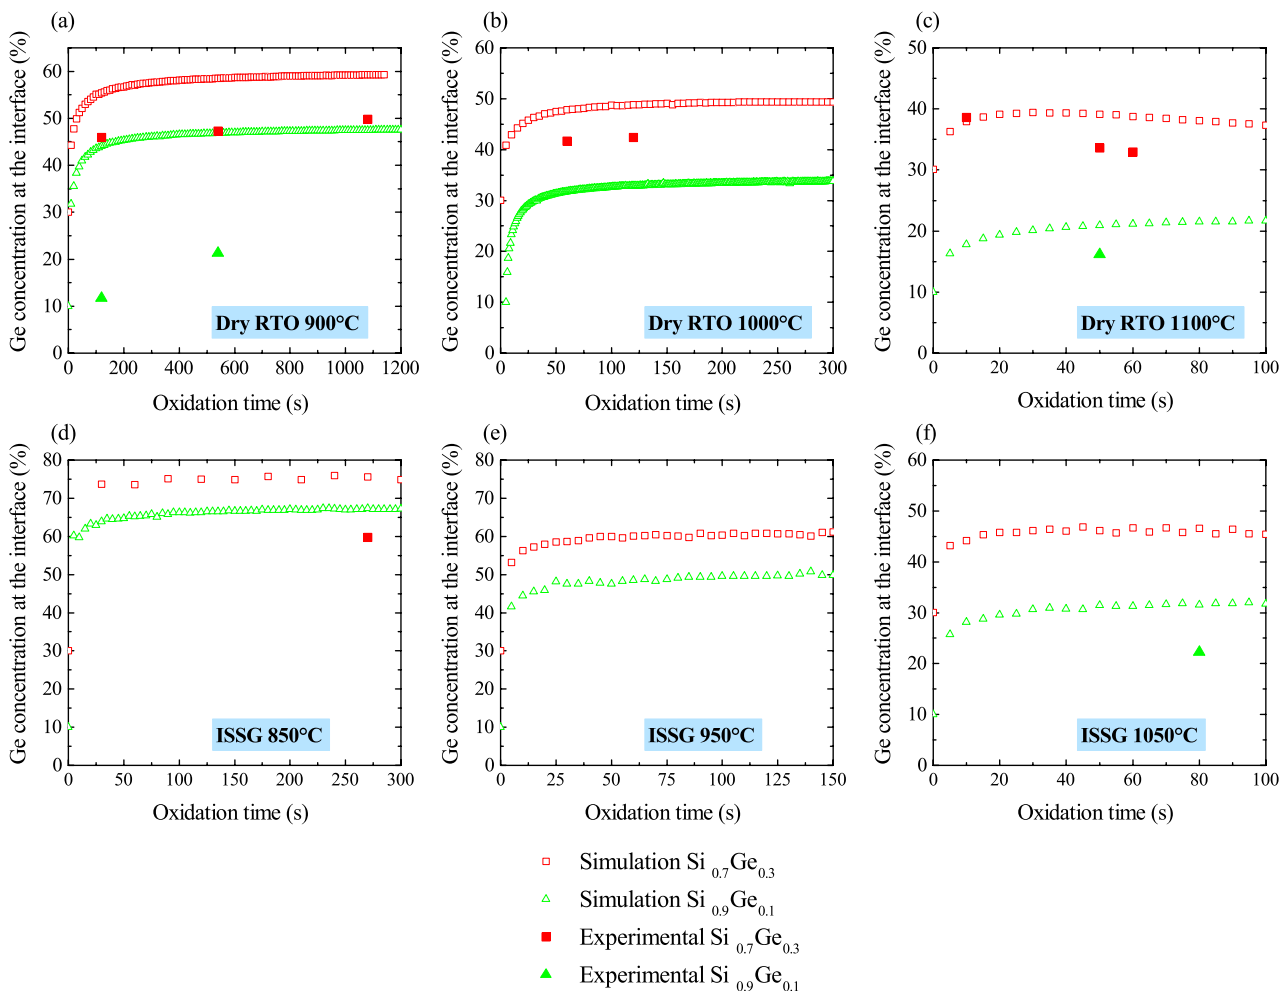 (a)
Ge concentration at the interface (%)
60
50
40
30
20
10
0
0 200 400 600 800 1000 1200
Dry RTO 900°C
Oxidation time (s)
(b)
Ge concentration at the interface (%)
60
50
40
30
20
10
0
0 50 100 150 200 250 300
Dry RTO 1000°C
Oxidation time (s)
(c)
Ge concentration at the interface (%)
50
40
30
20
10
0
0 20 40 60 80 100
Dry RTO 1100°C
Oxidation time (s)
(d)
Ge concentration at the interface (%)
80
70
60
50
40
30
20
10
0
0 50 100 150 200 250 300
ISSG 850°C
Oxidation time (s)
(e)
Ge concentration at the interface (%)
80
70
60
50
40
30
20
10
0
0 25 50 75 100 125 150
ISSG 950°C
Oxidation time (s)
(f)
Ge concentration at the interface (%)
60
50
40
30
20
10
0
0 20 40 60 80 100
ISSG 1050°C
Oxidation time (s)
Simulation Si 0.7Ge0.3
Simulation Si 0.9Ge0.1
Experimental Si 0.7Ge0.3
Experimental Si 0.9Ge0.1